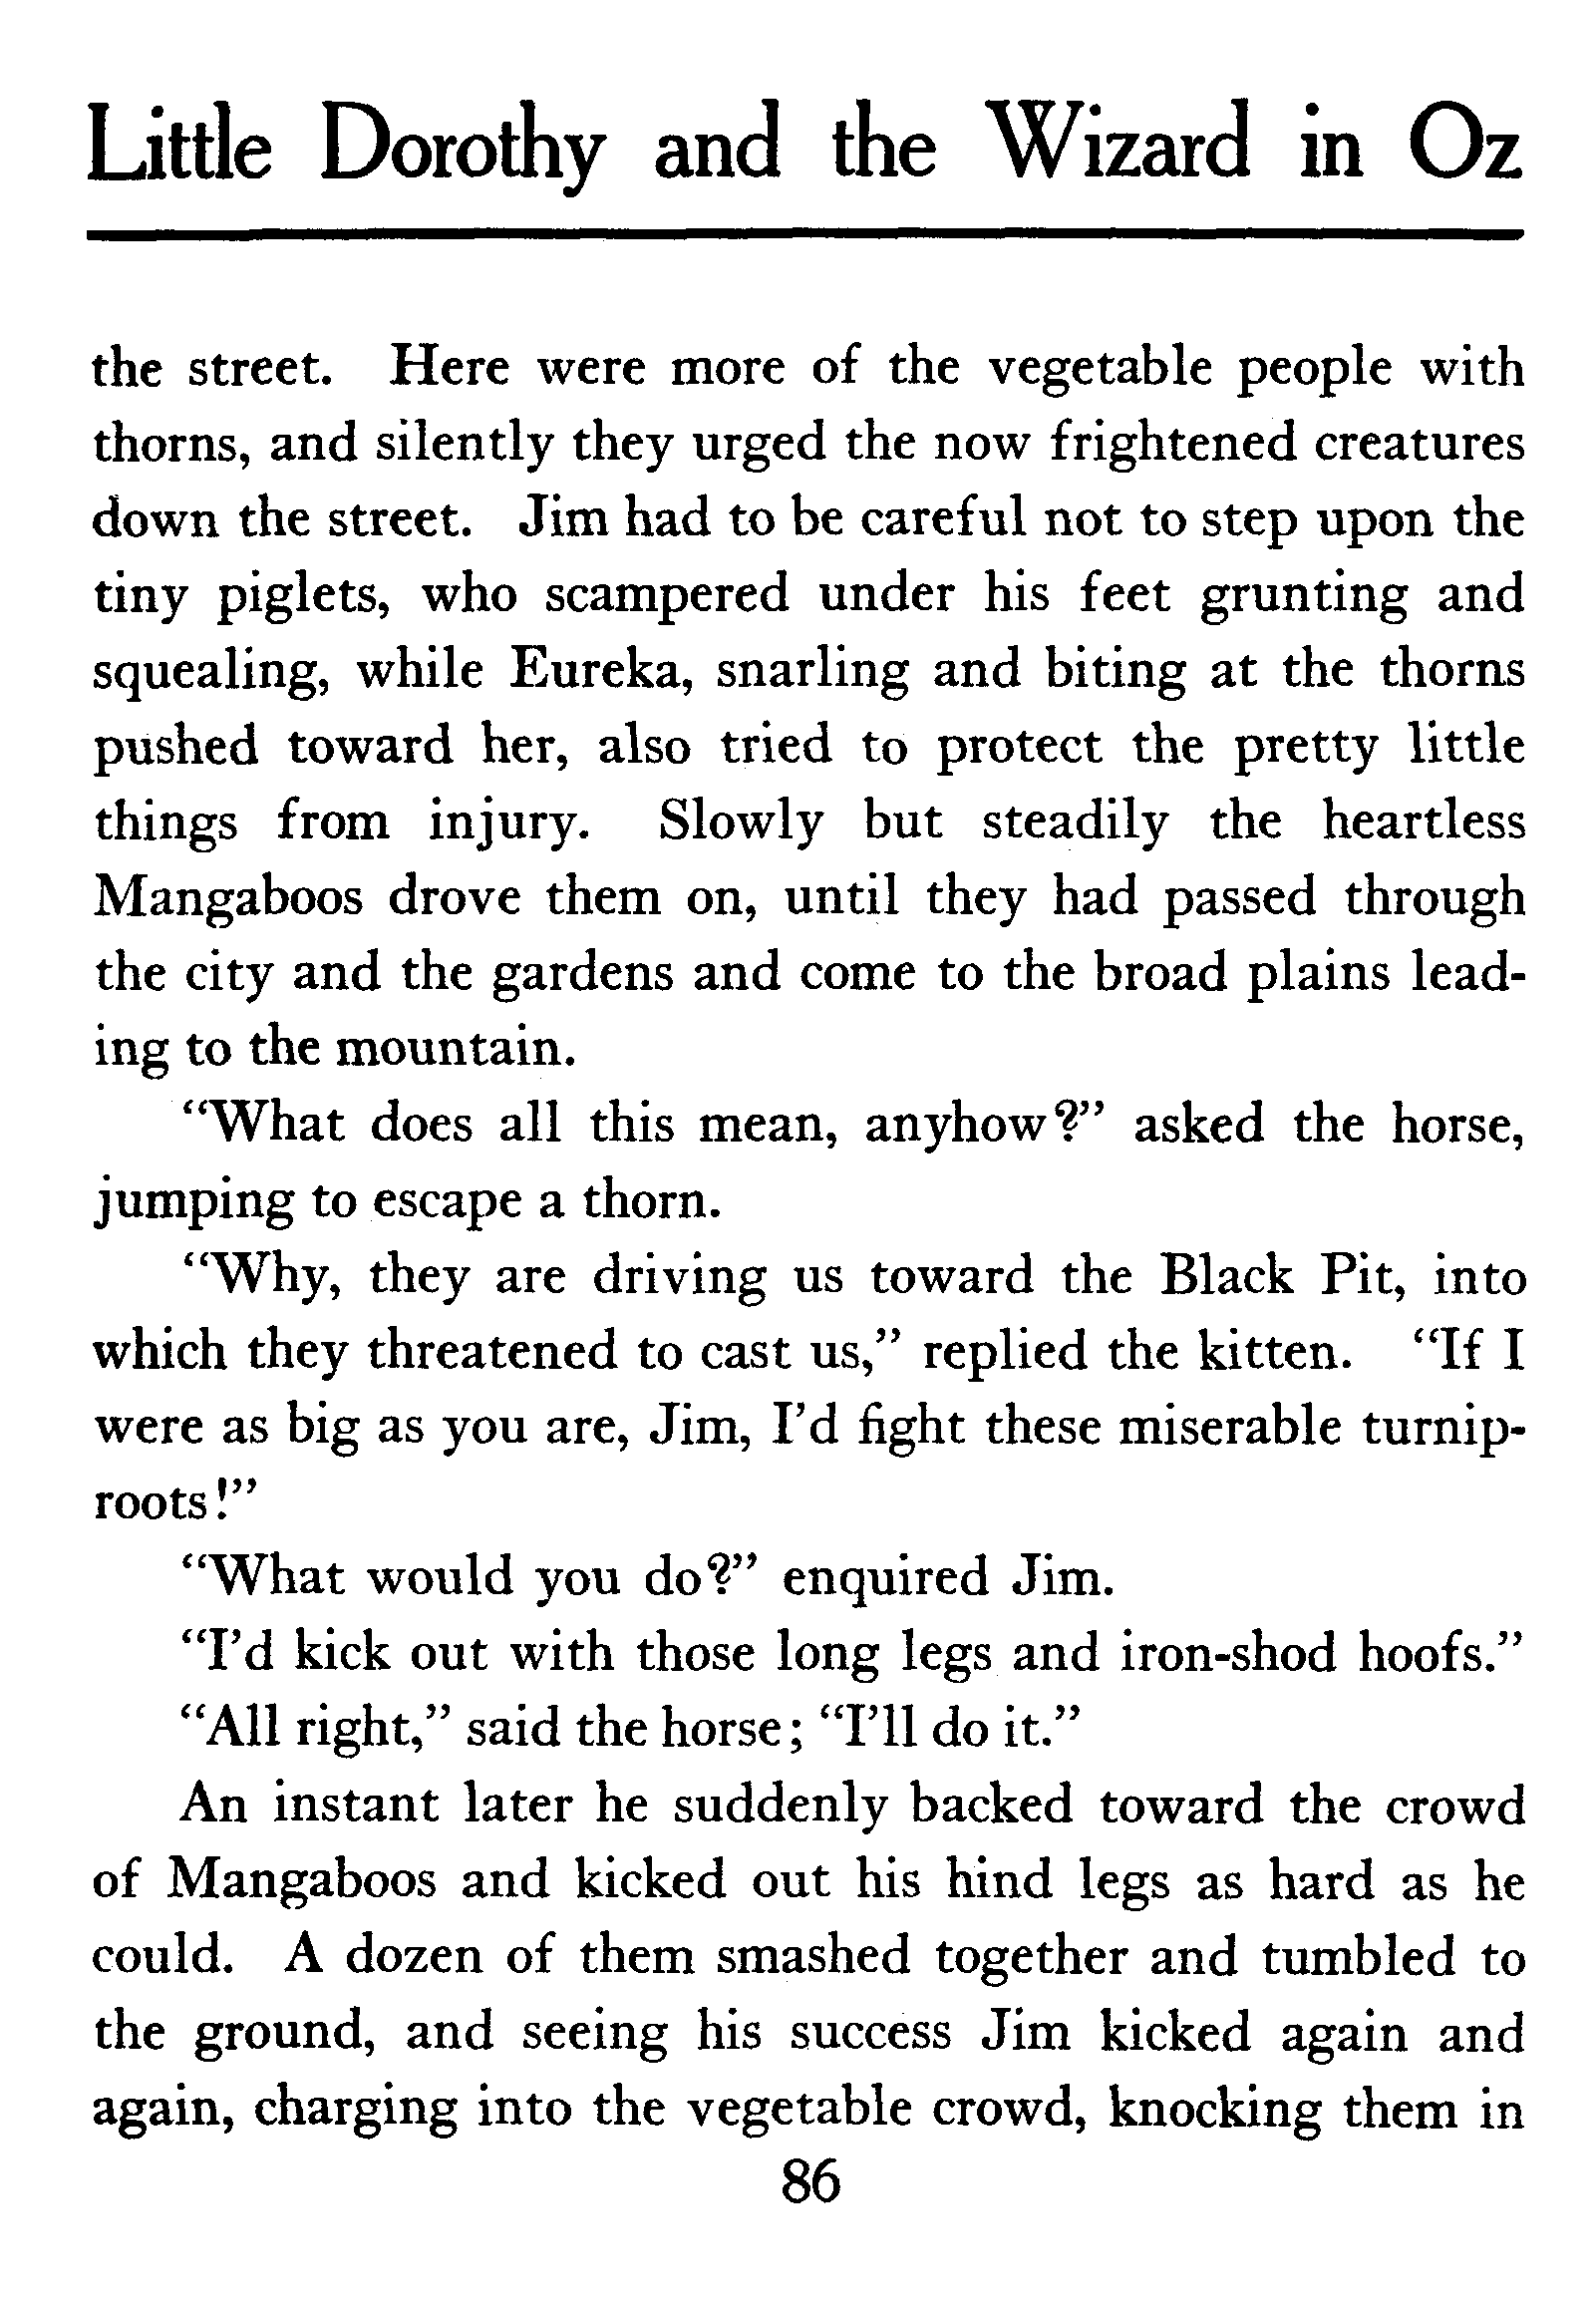 Little Dorothy and the Wizard in Oz
the street. Here were more of the vegetable people with
thorns, and silently they urged the now frightened creatures
down the street. Jim had to be careful not to step upon the
tiny piglets, who scampered under his feet grunting and
squealing, while Eureka, snarling and biting at the thorns
pushed toward her, also tried to protect the pretty little
things from injury. Slowly but steadily the heartless
Mangaboos drove them on, until they had passed through
the city and the gardens and come to the broad plains lead-
ing to the mountain.
“What does all this mean, anyhow?” asked the horse,
jumping to escape a thorn.
“Why, they are driving us toward the Black Pit, into
which they threatened to cast us,” replied the kitten. “If I
were as big as you are, Jim, I’d fight these miserable turnip-
roots!”
“What would you do?” enquired Jim.
“I’d kick out with those long legs and iron-shod hoofs.”
“All right,” said the horse; “I’ll do it.”
An instant later he suddenly backed toward the crowd
of Mangaboos and kicked out his hind legs as hard as he
could. A dozen of them smashed together and tumbled to
the ground, and seeing his success Jim kicked again and
again, charging into the vegetable crowd, knocking them in
86